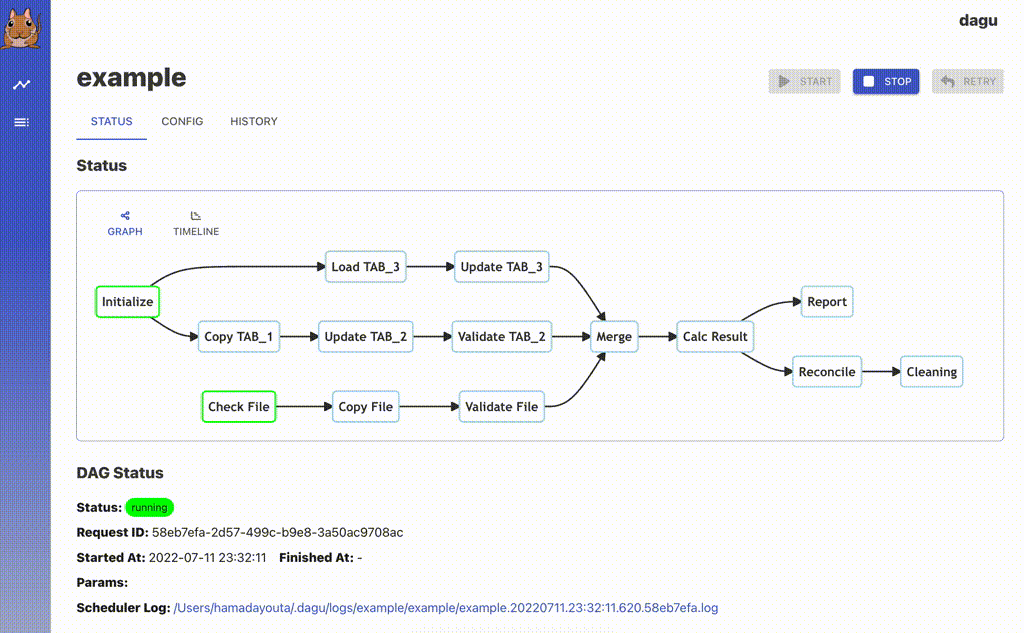 dagu
example
START STOP RETRY
STATUS CONFIG HISTORY
Status
GRAPH TIMELINE
Load TAB_3 Update TAB_3
Initialize Report
Copy TAB_1 Update TAB_2 Validate TAB_2 Merge Calc Result
Reconcile Cleaning
Check File Copy File Validate File
DAG Status
Status: running
Request ID: 58eb7efa-2d57-499c-b9e8-3a50ac9708ac
Started At: 2022-07-11 23:32:11 Finished At: -
Params:
Scheduler Log: /Users/hamadayouta/.dagu/logs/example/example/example.20220711.23:32:11.620.58eb7efa.log